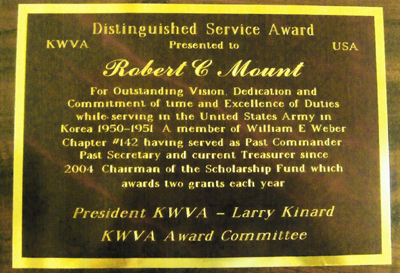 Distinguished Service Award
KWVA Presented to USA
Robert C Mount
For Outstanding Vision, Dedication and
Commitment of time and Excellence of Duties
while serving in the United States Army in
Korea 1950-1951 A member of William E Weber
Chapter #142 having served as Past Commander
Past Secretary and current Treasurer since
2004 Chairman of the Scholarship Fund which
awards two grants each year
President KWVA - Larry Kinard
KWVA Award Committee